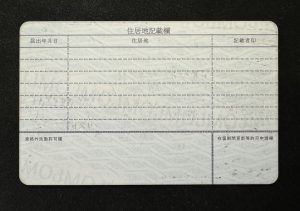 住居地記載欄
届出年月日 住居地 記載者印
資格外活動許可欄 在留期間更新等許可申請欄